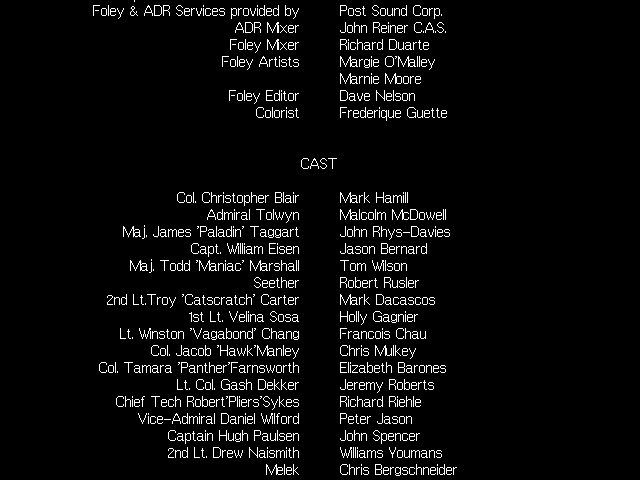 Foley & ADR Services provided by Post Sound Corp.
ADR Mixer John Reiner C.A.S.
Foley Mixer Richard Duarte
Foley Artists Margie O'Malley
Marnie Moore
Foley Editor Dave Nelson
Colorist Frederique Guette
CAST
Col. Christopher Blair Mark Hamill
Admiral Tolwyn Malcolm McDowell
Maj. James 'Paladin' Taggart John Rhys-Davies
Capt. William Eisen Jason Bernard
Maj. Todd 'Maniac' Marshall Tom Wilson
Seether Robert Rusler
2nd Lt.Troy 'Catscratch' Carter Mark Dacascos
1st Lt. Velina Sosa Holly Gagnier
Lt. Winston 'Vagabond' Chang Francois Chau
Col. Jacob 'Hawk'Manley Chris Mulkey
Col. Tamara 'Panther'Farnsworth Elizabeth Barones
Lt. Col. Gash Dekker Jeremy Roberts
Chief Tech Robert'Pliers'Sykes Richard Riehle
Vice-Admiral Daniel Wilford Peter Jason
Captain Hugh Paulsen John Spencer
2nd Lt. Drew Naismith Williams Youmans
Melek Chris Bergschneider